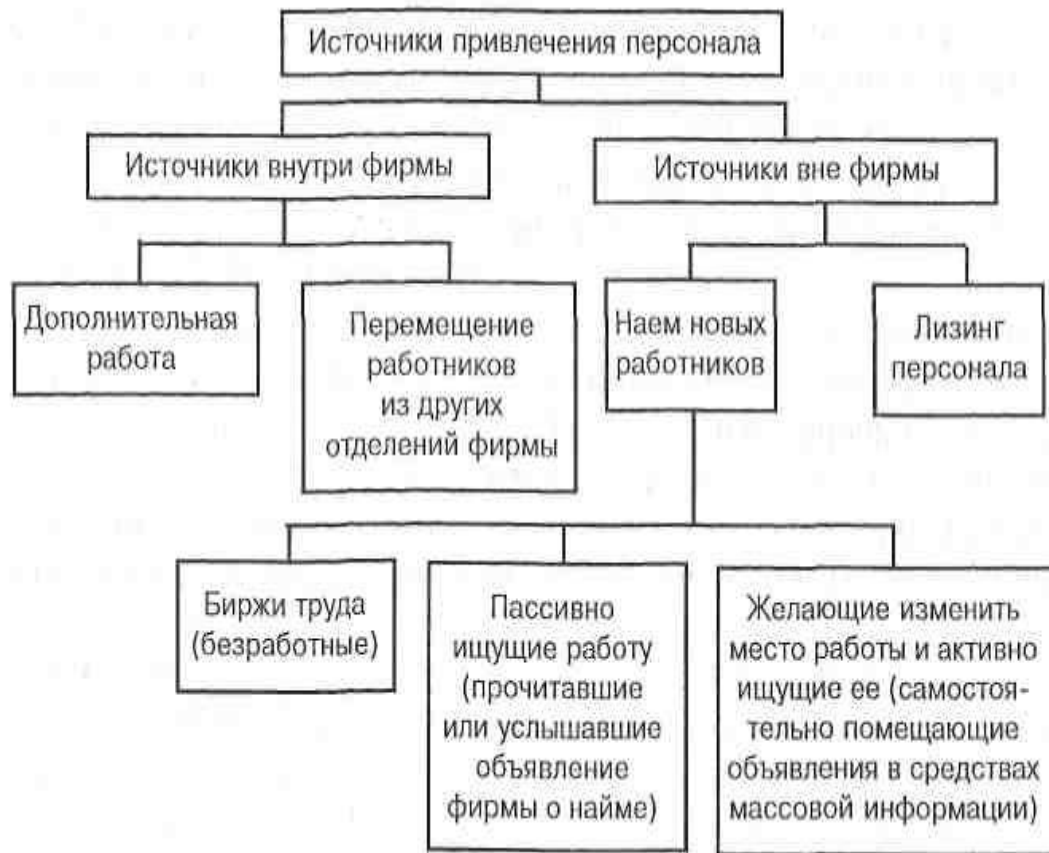 Источники привлечения персонала
Источники внутри фирмы
Источники вне фирмы
Дополнительная
работа
Перемещение
работников
из других
отделений фирмы
Наем новых
работников
Лизинг
персонала
Биржи труда
(безработные)
Пассивно
ищущие работу
(прочитавшие
или услышавшие
объявление
фирмы о найме)
Желающие изменить
место работы и активно
ищущие ее (самостоя-
тельно помещающие
объявления в средствах
массовой информации)